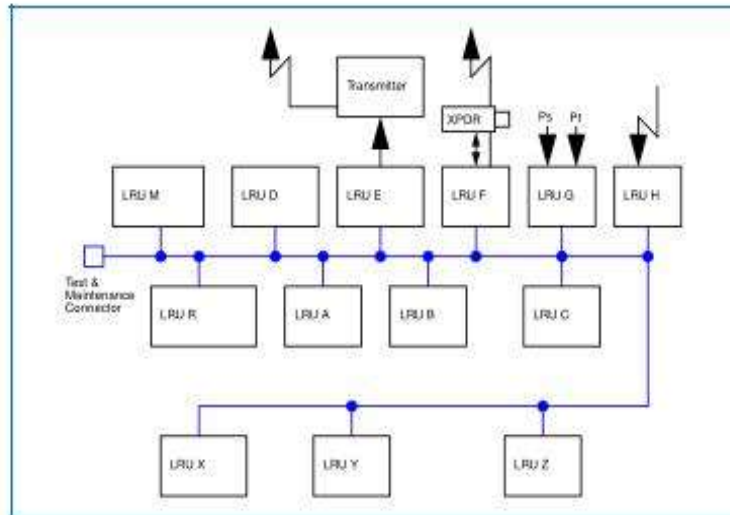 Transmitter
XPDR
Ps Pt
LRU M
LRU D
LRU E
LRU F
LRU G
LRU H
Test &
Maintenance
Connector
LRU R
LRU A
LRU B
LRU C
LRU X
LRU Y
LRU Z